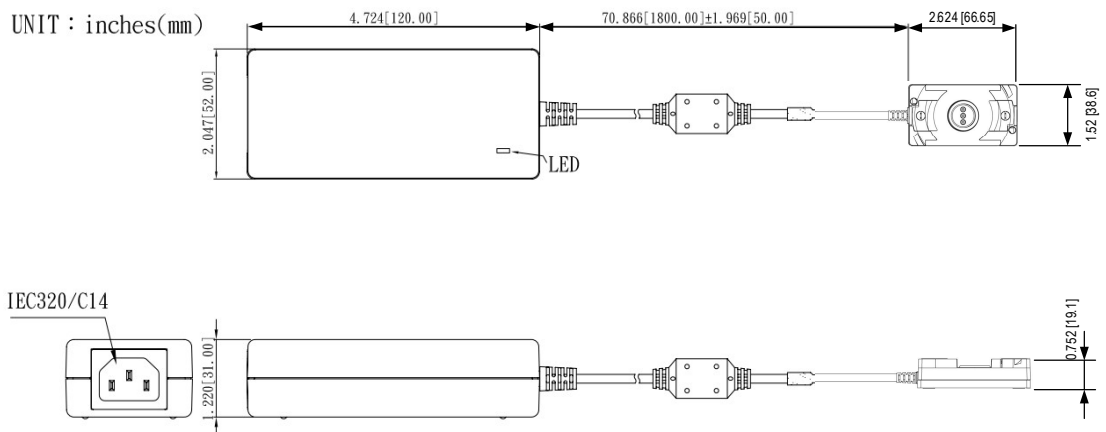 UNIT：inches(mm)
4.724[120.00]
70.866[1800.00]±1.969[50.00]
2.624 [66.65]
2.047[52.00]
1.52 [38.6]
LED
IEC320/C14
1.220[31.00]
0.752 [19.1]